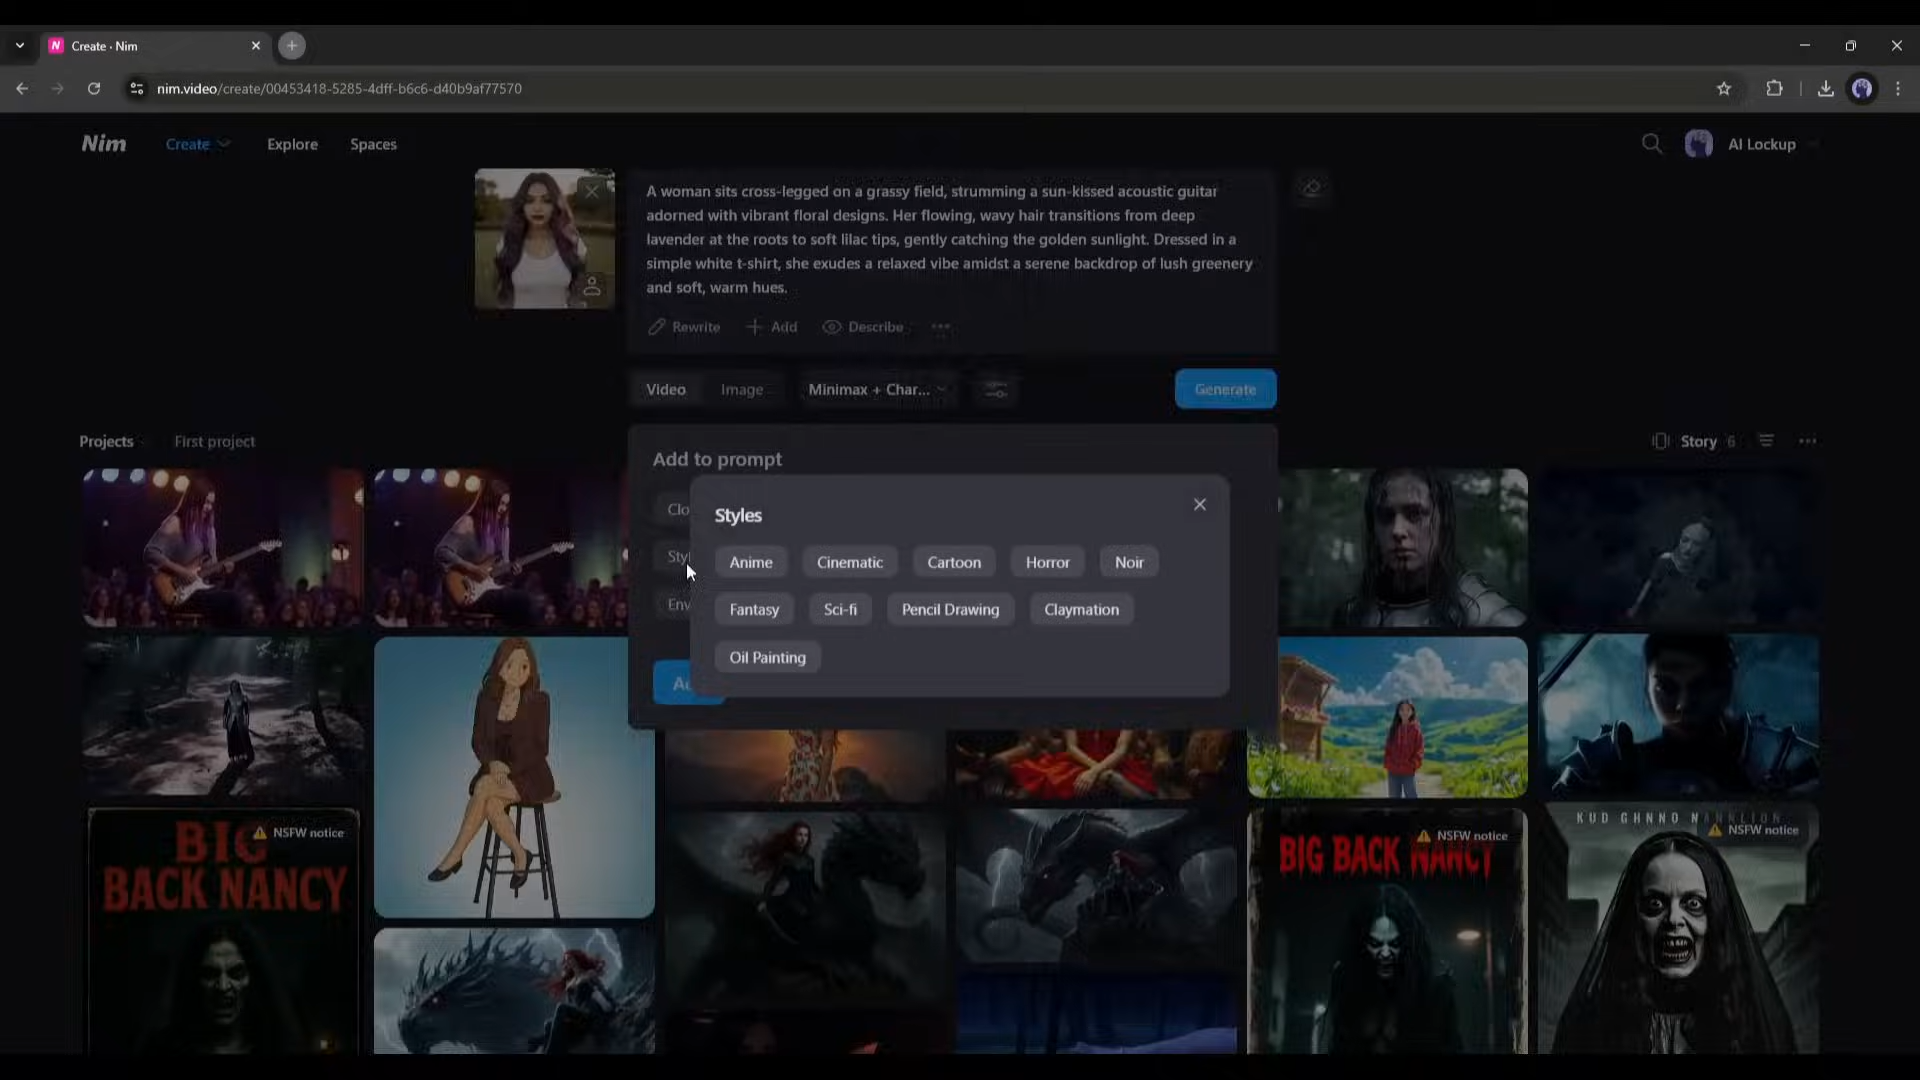 Create - Nim
nim.video/create/00453418-5285-4dff-b6c6-d40b9af77570
Nim
Create
Explore
Spaces
AI Lockup
A woman sits cross-legged on a grassy field, strumming a sun-kissed acoustic guitar
adorned with vibrant floral designs. Her flowing, wavy hair transitions from deep
lavender at the roots to soft lilac tips, gently catching the golden sunlight. Dressed in a
simple white t-shirt, she exudes a relaxed vibe amidst a serene backdrop of lush greenery
and soft, warm hues.
Rewrite
Add
Describe
Video
Image
Minimax + Char...
Generate
Projects
First project
Story 6
Add to prompt
Clo
Styl
Env
Styles
Anime
Cinematic
Cartoon
Horror
Noir
Fantasy
Sci-fi
Pencil Drawing
Claymation
Oil Painting
NSFW notice
BIG
BACK NANCY
NSFW notice
BIG BACK NANCY
KUD GHNNO
NSFW notice